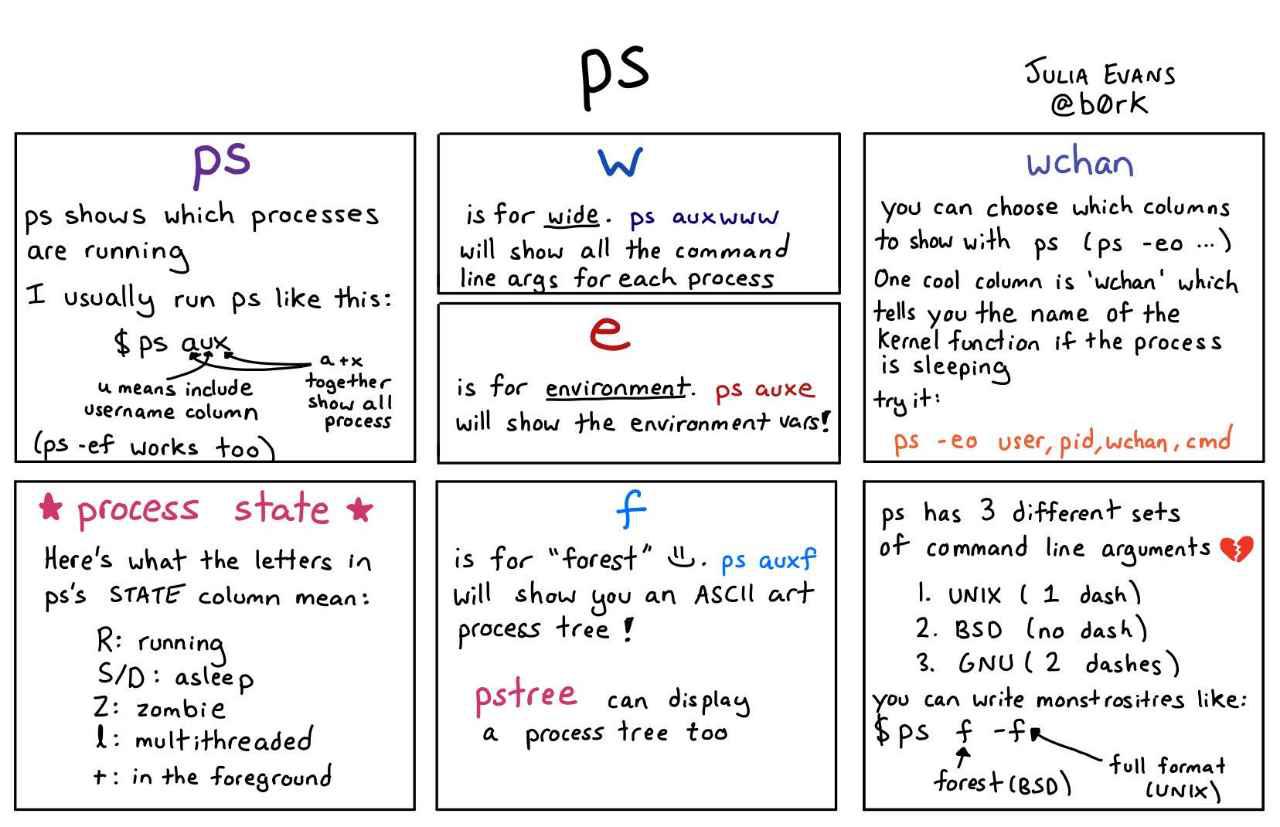 ps
JULIA EVANS
@b0rk
ps
ps shows which processes
are running
I usually run ps like this:
$ ps aux
u means include
username column
a+x
together
show all
process
(ps -ef works too)
w
is for wide. ps auxwww
will show all the command
line args for each process
e
is for environment. ps auxe
will show the environment vars!
wchan
you can choose which columns
to show with ps (ps -eo ...)
One cool column is 'wchan' which
tells you the name of the
kernel function if the process
is sleeping
try it:
ps -eo user,pid,wchan,cmd
★ process state ★
Here's what the letters in
ps's STATE column mean:
R: running
S/D: asleep
Z: zombie
l: multithreaded
+: in the foreground
f
is for "forest" . ps auxf
will show you an ASCII art
process tree!
pstree can display
a process tree too
ps has 3 different sets
of command line arguments 💔
1. UNIX (1 dash)
2. BSD (no dash)
3. GNU (2 dashes)
you can write monstrositres like:
$ ps f -f
forest (BSD)
full format
(UNIX)